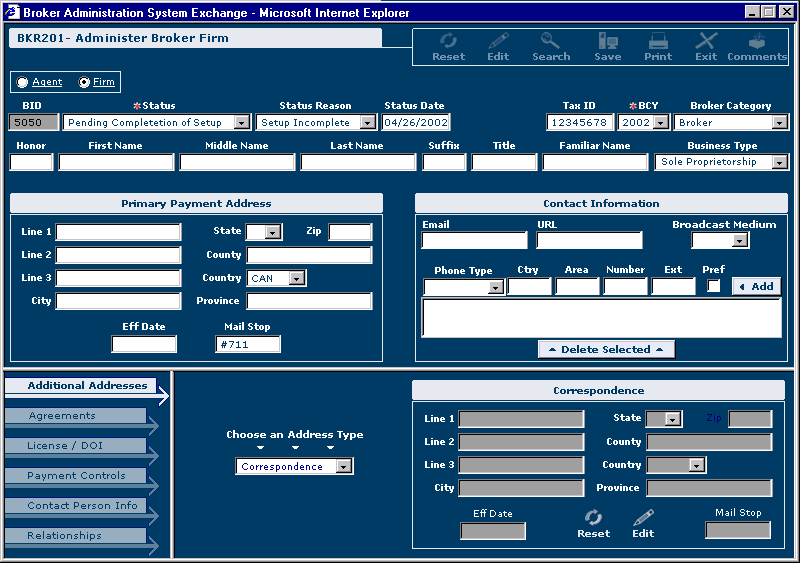 Broker Administration System Exchange - Microsoft Internet Explorer
BKR201- Administer Broker Firm
Reset Edit Search Save Print Exit Comments
Agent Firm
BID *Status Status Reason Status Date Tax ID *BCY Broker Category
5050 Pending Completetion of Setup Setup Incomplete 04/26/2002 12345678 2002 Broker
Honor First Name Middle Name Last Name Suffix Title Familiar Name Business Type
Sole Proprietorship
Primary Payment Address
Line 1 State Zip
Line 2 County
Line 3 Country CAN
City Province
Eff Date Mail Stop
#711
Contact Information
Email URL Broadcast Medium
Phone Type Ctry Area Number Ext Pref
Add
Delete Selected
Additional Addresses
Agreements
License / DOI
Payment Controls
Contact Person Info
Relationships
Choose an Address Type
Correspondence
Correspondence
Line 1 State Zip
Line 2 County
Line 3 Country
City Province
Eff Date Mail Stop
Reset Edit